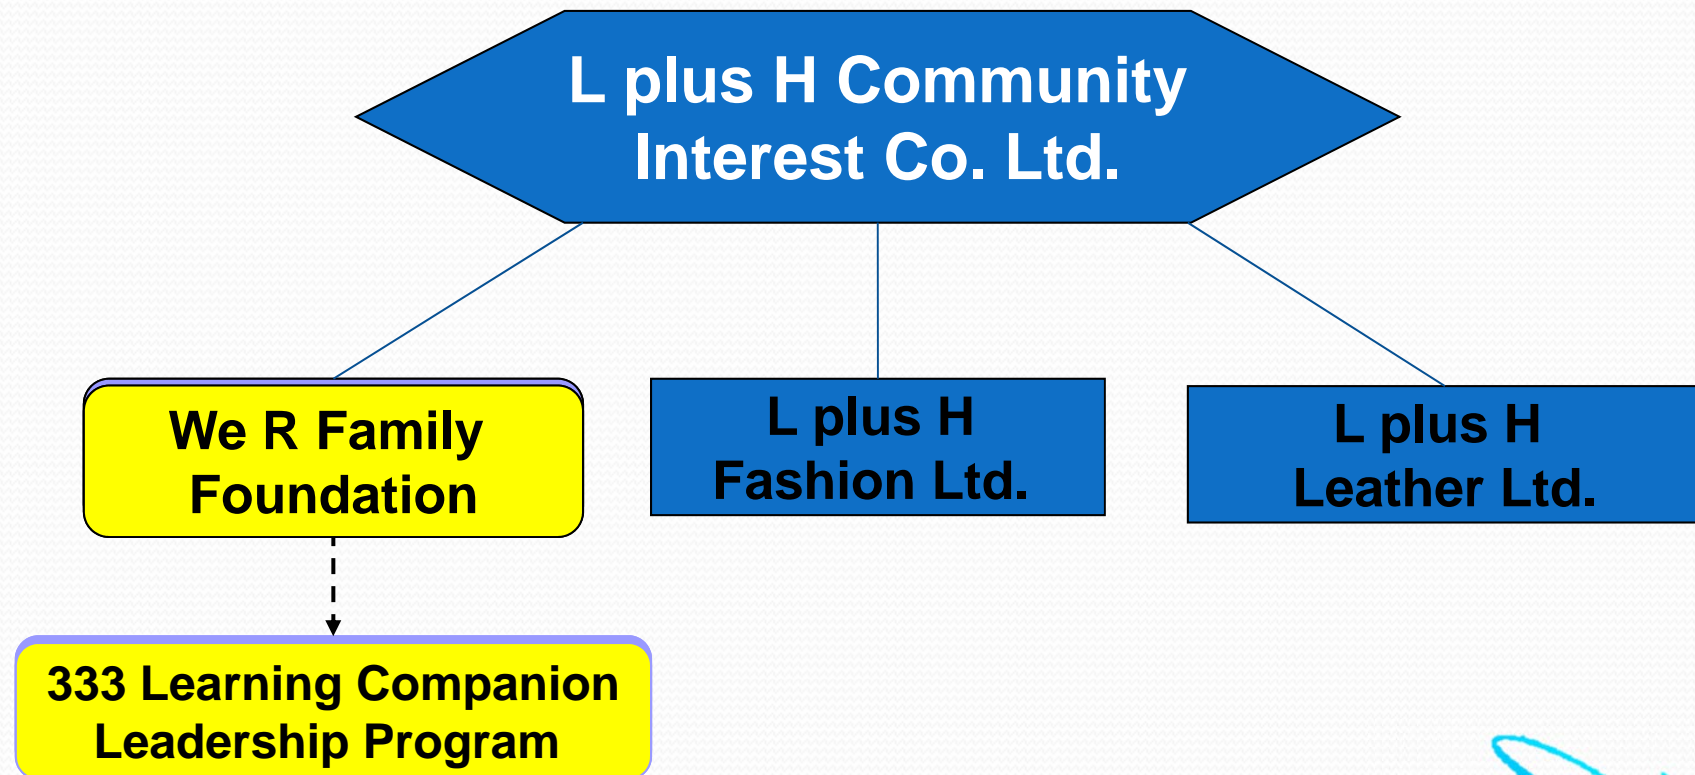 L plus H Community
Interest Co. Ltd.
We R Family
Foundation
L plus H
Fashion Ltd.
L plus H
Leather Ltd.
333 Learning Companion
Leadership Program